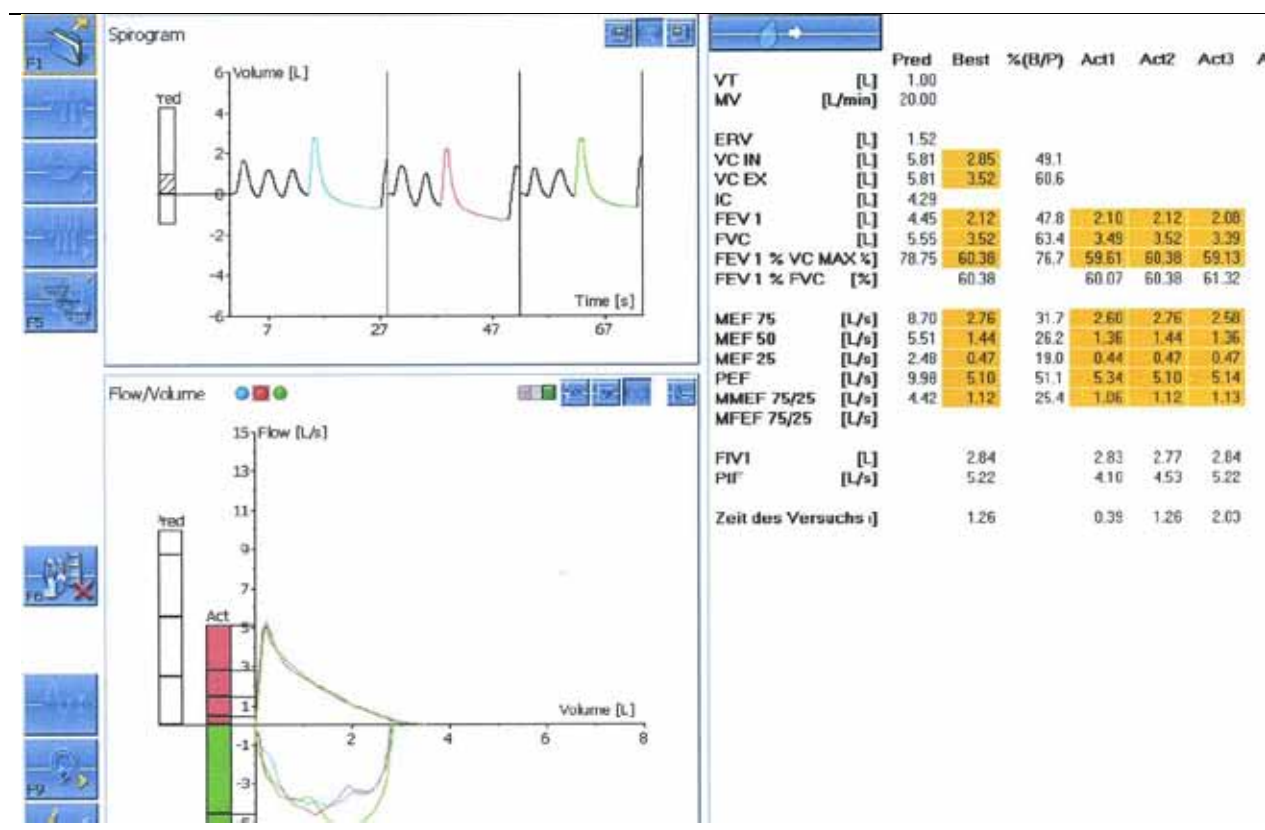 F1
F5
F6
F9
Spirogram
Volume [L]
red
6
4
2
0
-2
-4
-6
Time [s]
7 27 47 67
Flow/Volume
15 Flow [L/s]
13
11
9
7
5
3
1
-1
-3
-5
red
Act
Volume [L]
2 4 6 8
Pred Best %(B/P) Act1 Act2 Act3 A
VT [L] 1.00
MV [L/min] 20.00
ERV [L] 1.52
VC IN [L] 5.81 2.85 49.1
VC EX [L] 5.81 3.52 60.6
IC [L] 4.29
FEV 1 [L] 4.45 2.12 47.8 2.10 2.12 2.08
FVC [L] 5.55 3.52 63.4 3.49 3.52 3.39
FEV 1 % VC MAX %] 78.75 60.38 76.7 59.61 60.38 59.13
FEV 1 % FVC [%] 60.38 60.07 60.38 61.32
MEF 75 [L/s] 8.70 2.76 31.7 2.60 2.76 2.58
MEF 50 [L/s] 5.51 1.44 26.2 1.36 1.44 1.36
MEF 25 [L/s] 2.48 0.47 19.0 0.44 0.47 0.47
PEF [L/s] 9.98 5.10 51.1 5.34 5.10 5.14
MMEF 75/25 [L/s] 4.42 1.12 25.4 1.06 1.12 1.13
MFEF 75/25 [L/s]
FIV1 [L] 2.84 2.83 2.77 2.84
PIF [L/s] 5.22 4.10 4.53 5.22
Zeit des Versuchs ı] 1.26 0.39 1.26 2.03